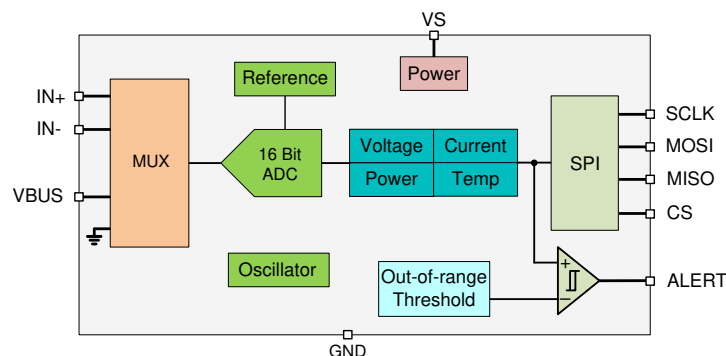 VS
Reference
Power
IN+
IN-
VBUS
MUX
16 Bit
ADC
Voltage
Current
Power
Temp
SPI
SCLK
MOSI
MISO
CS
Oscillator
Out-of-range
Threshold
+
−
ALERT
GND